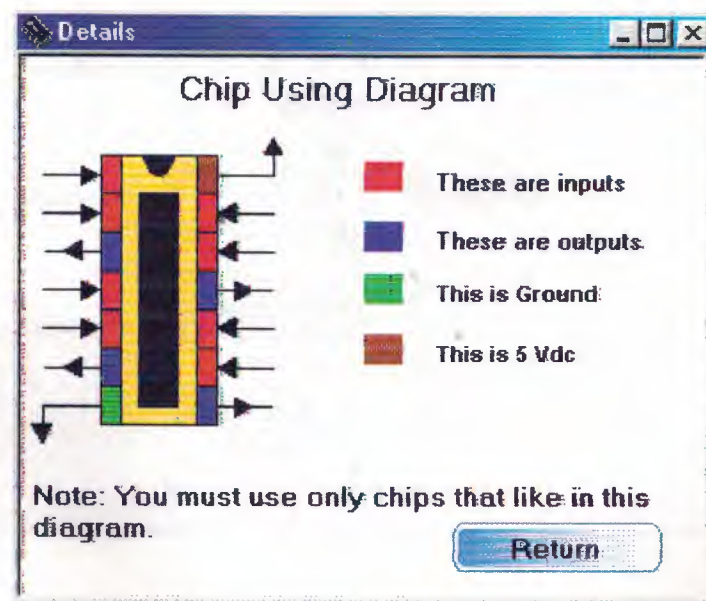 Details
Chip Using Diagram
These are inputs
These are outputs.
This is Ground
This is 5 Vdc
Note: You must use only chips that like in this
diagram.
Return